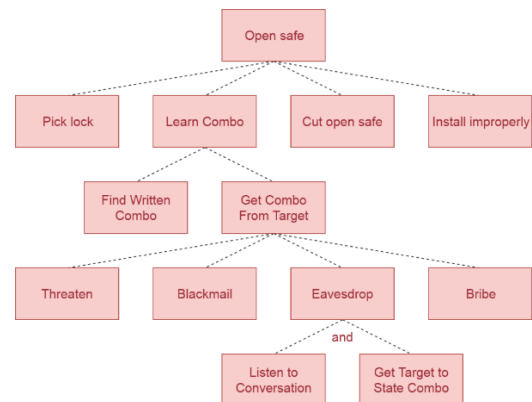 Open safe
Pick lock
Learn Combo
Cut open safe
Install improperly
Find Written
Combo
Get Combo
From Target
Threaten
Blackmail
Eavesdrop
Bribe
and
Listen to
Conversation
Get Target to
State Combo